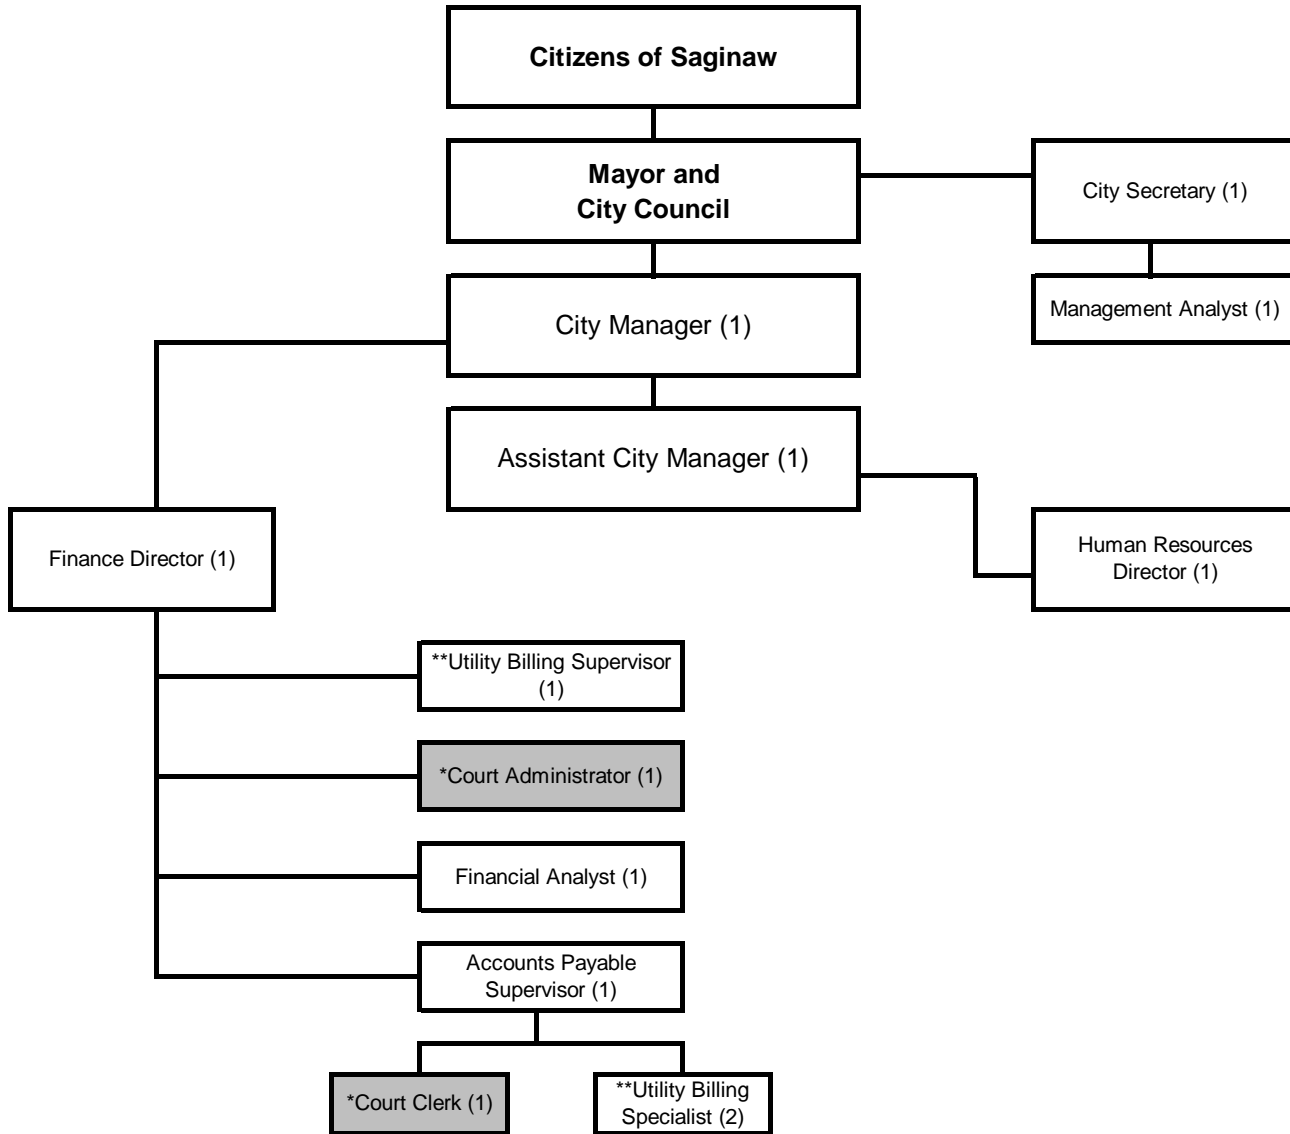 Citizens of Saginaw
Mayor and
City Council
City Secretary (1)
City Manager (1)
Management Analyst (1)
Assistant City Manager (1)
Finance Director (1)
Human Resources
Director (1)
**Utility Billing Supervisor
(1)
*Court Administrator (1)
Financial Analyst (1)
Accounts Payable
Supervisor (1)
*Court Clerk (1)
**Utility Billing
Specialist (2)